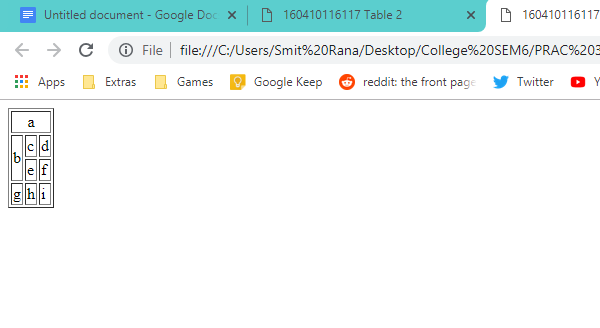 Untitled document - Google Doc
160410116117 Table 2
160410116117
File
file:///C:/Users/Smit%20Rana/Desktop/College%20SEM6/PRAC%203
Apps
Extras
Games
Google Keep
reddit: the front page
Twitter
Y
a
b c d
e f
g h i